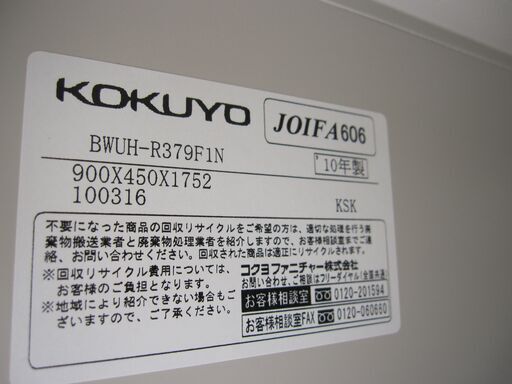 KOKUYO
JOIFA606
BWUH-R379F1N
'10年製
900X450X1752
100316
KSK
不要になった商品の回収リサイクルをご希望の方は、適切な処理を行う廃
棄物搬送業者と廃棄物処理業者を紹介しますので、お客様相談室までご連
絡、お問い合わせください。回収された商品は適正にリサイクルされます。
※回収リサイクル費用については、
お客様のご負担となります。
※地域により紹介できない場合もご
ざいますので、ご了承ください。
コクヨファニチャー株式会社
お問い合わせ、ご相談はフリーダイヤル(全国共通)
お客様相談室 0120-201594
お客様相談室FAX 0120-060660